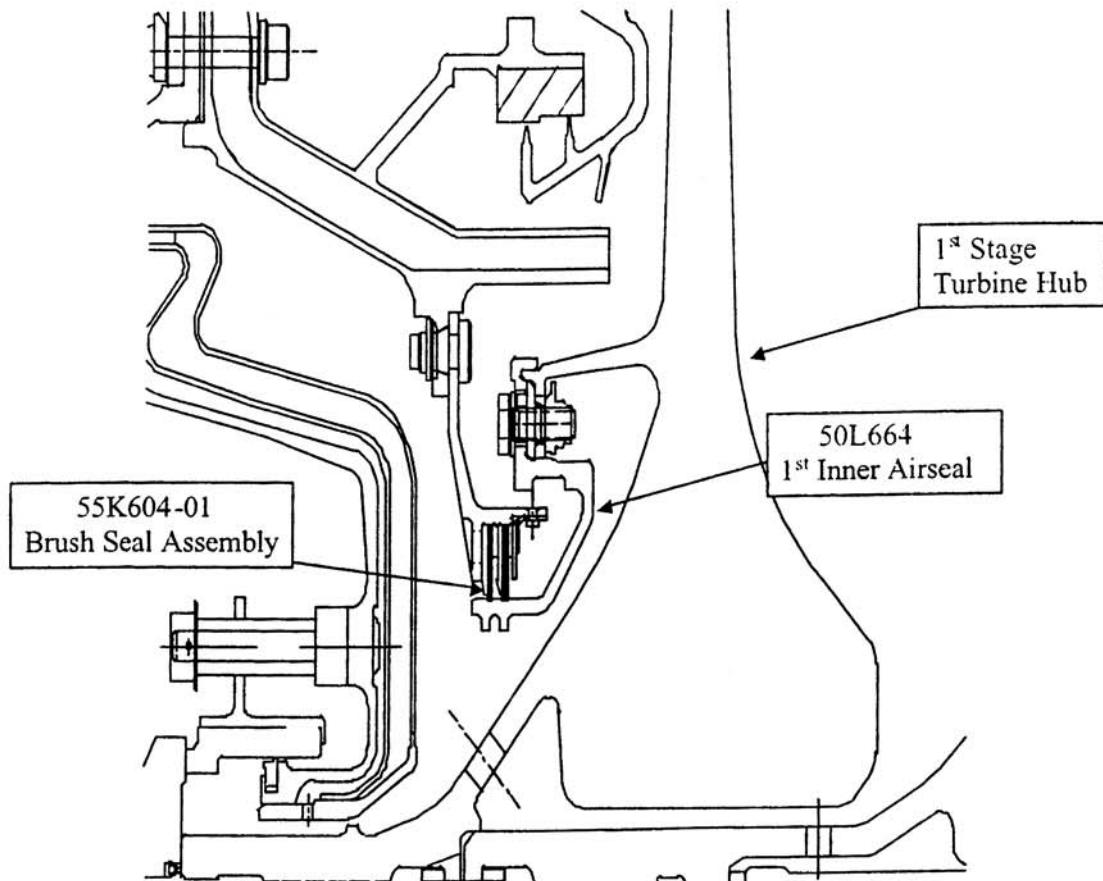 1st Stage
Turbine Hub
50L664
1st Inner Airseal
55K604-01
Brush Seal Assembly